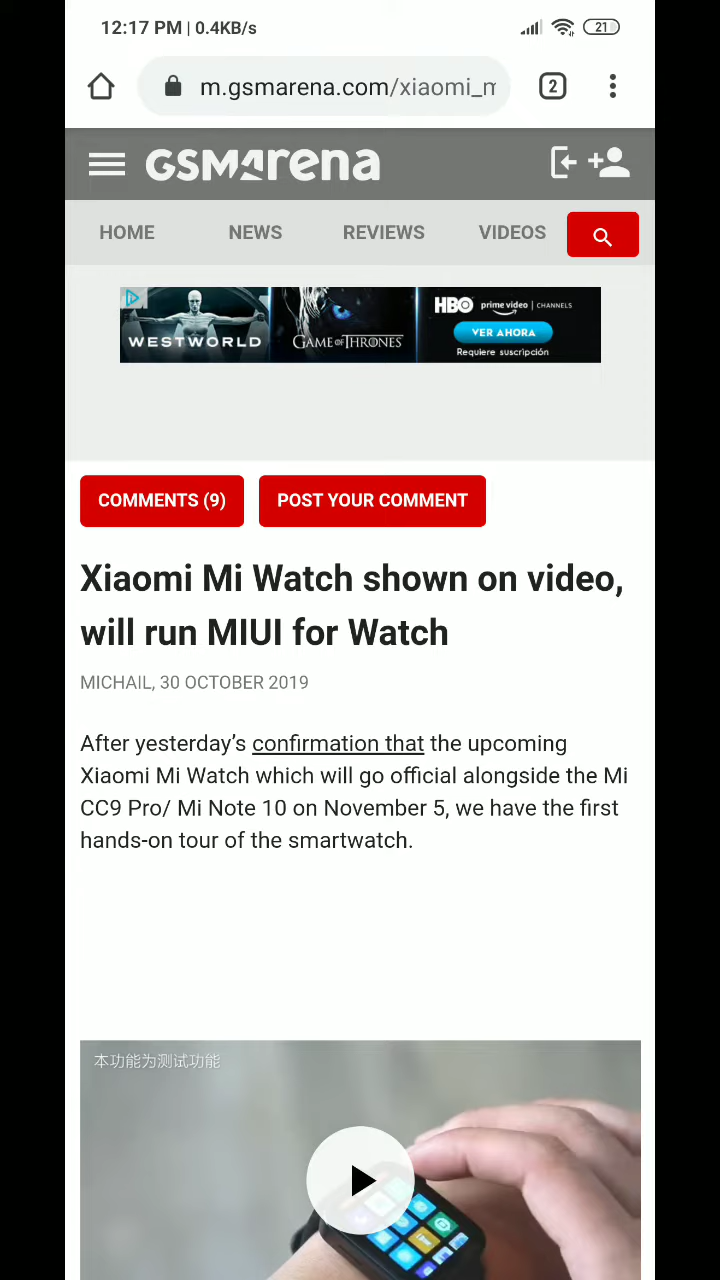 12:17 PM | 0.4KB/s
21
m.gsmarena.com/xiaomi_m
2
GSMArena
HOME NEWS REVIEWS VIDEOS
WESTWORLD
GAME OF THRONES
HBO prime video | CHANNELS
VER AHORA
Requiere suscripción
COMMENTS (9) POST YOUR COMMENT
Xiaomi Mi Watch shown on video,
will run MIUI for Watch
MICHAIL, 30 OCTOBER 2019
After yesterday’s confirmation that the upcoming
Xiaomi Mi Watch which will go official alongside the Mi
CC9 Pro/ Mi Note 10 on November 5, we have the first
hands-on tour of the smartwatch.
本功能为测试功能